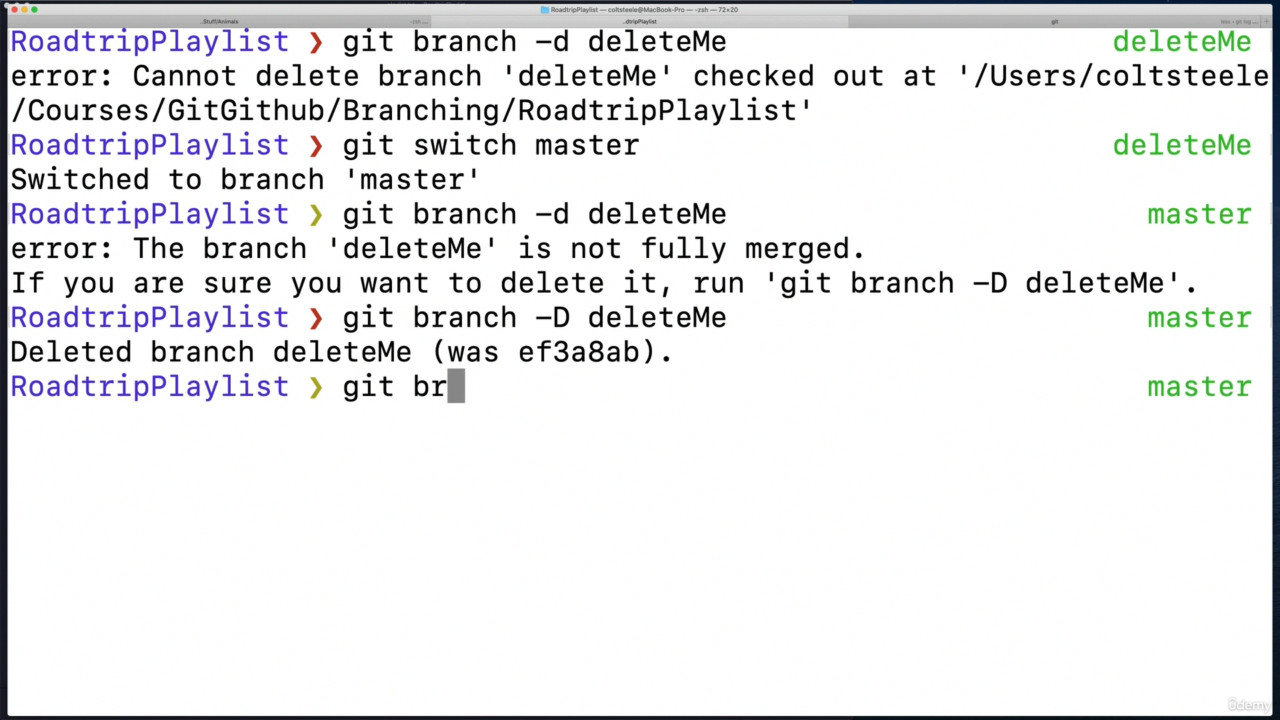 RoadtripPlaylist — coltsteele@MacBook-Pro — -zsh — 72×20
..Stuff/Animals -zsh ... ..dtripPlaylist git less ‹ git log ... +
RoadtripPlaylist ❯ git branch -d deleteMe deleteMe
error: Cannot delete branch 'deleteMe' checked out at '/Users/coltsteele
/Courses/GitGithub/Branching/RoadtripPlaylist'
RoadtripPlaylist ❯ git switch master deleteMe
Switched to branch 'master'
RoadtripPlaylist ❯ git branch -d deleteMe master
error: The branch 'deleteMe' is not fully merged.
If you are sure you want to delete it, run 'git branch -D deleteMe'.
RoadtripPlaylist ❯ git branch -D deleteMe master
Deleted branch deleteMe (was ef3a8ab).
RoadtripPlaylist ❯ git br master
ûdemy